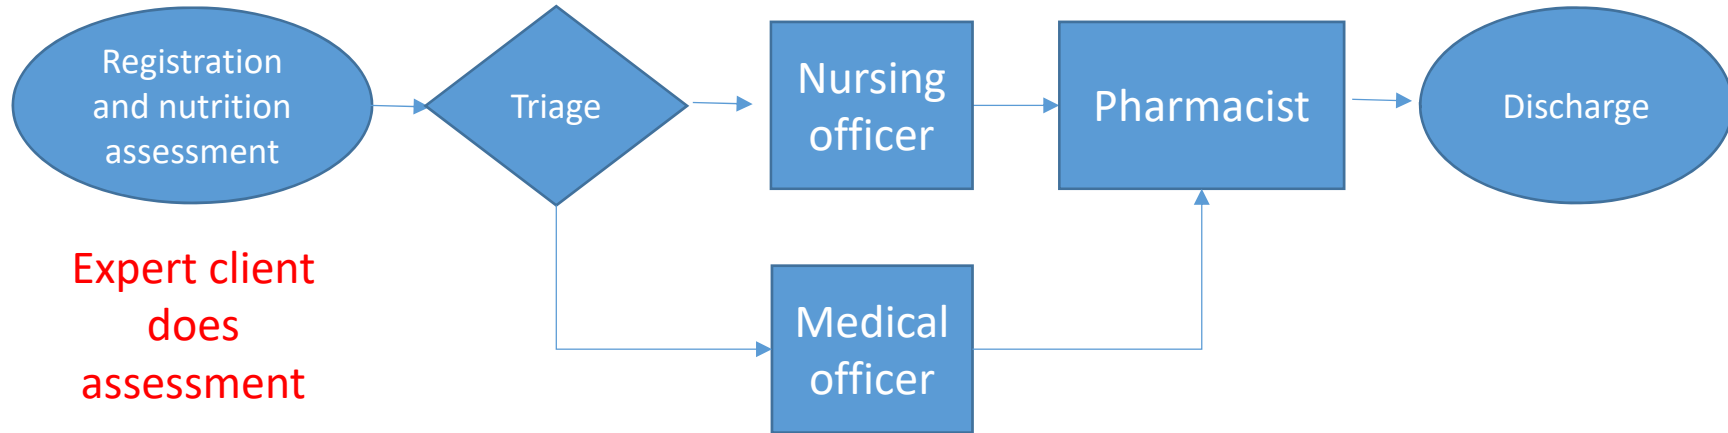 Registration
and nutrition
assessment
Triage
Nursing
officer
Pharmacist
Discharge
Expert client
does
assessment
Medical
officer